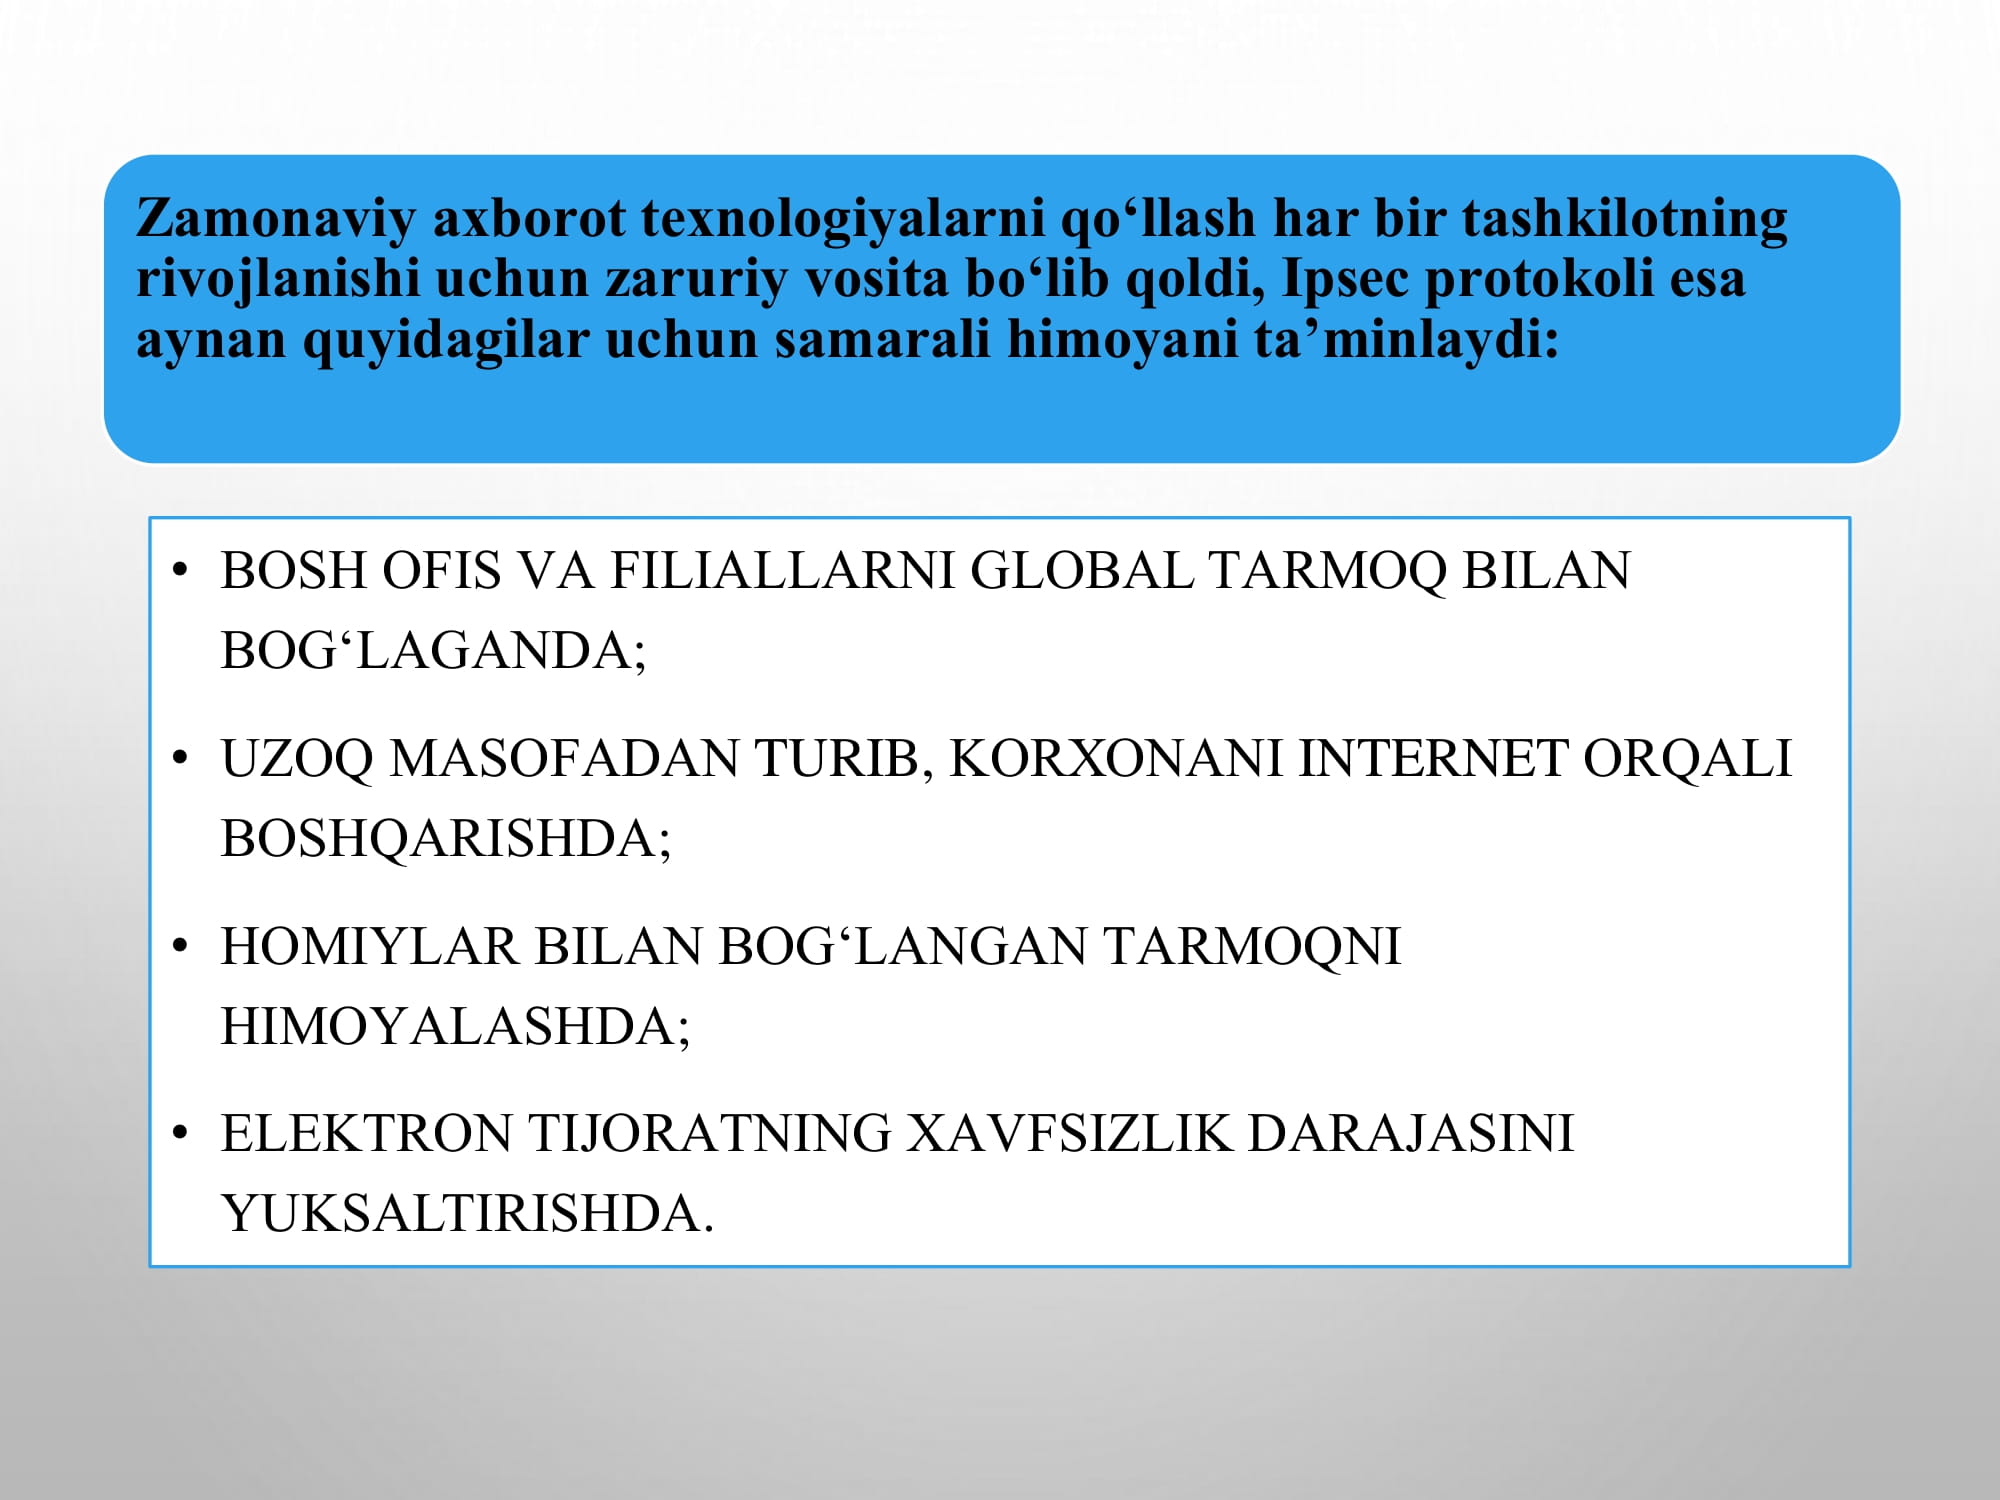 Zamonaviy axborot texnologiyalarni qo‘llash har bir tashkilotning
rivojlanishi uchun zaruriy vosita bo‘lib qoldi, Ipsec protokoli esa
aynan quyidagilar uchun samarali himoyani ta’minlaydi:
• BOSH OFIS VA FILIALLARNI GLOBAL TARMOQ BILAN
BOG‘LAGANDA;
• UZOQ MASOFADAN TURIB, KORXONANI INTERNET ORQALI
BOSHQARISHDA;
• HOMIYLAR BILAN BOG‘LANGAN TARMOQNI
HIMOYALASHDA;
• ELEKTRON TIJORATNING XAVFSIZLIK DARAJASINI
YUKSALTIRISHDA.